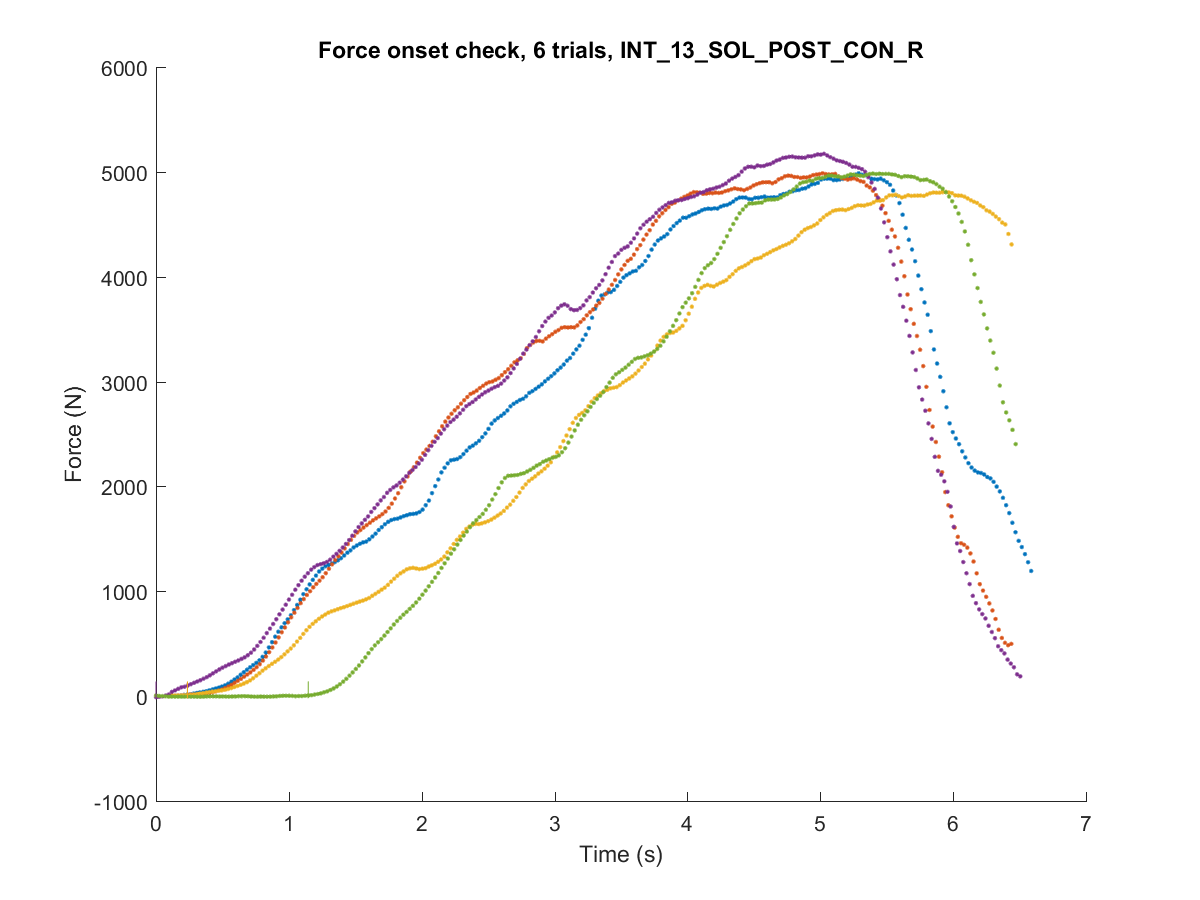 Force onset check, 6 trials, INT_13_SOL_POST_CON_R
6000
5000
4000
3000
2000
1000
0
-1000
Force (N)
0 1 2 3 4 5 6 7
Time (s)